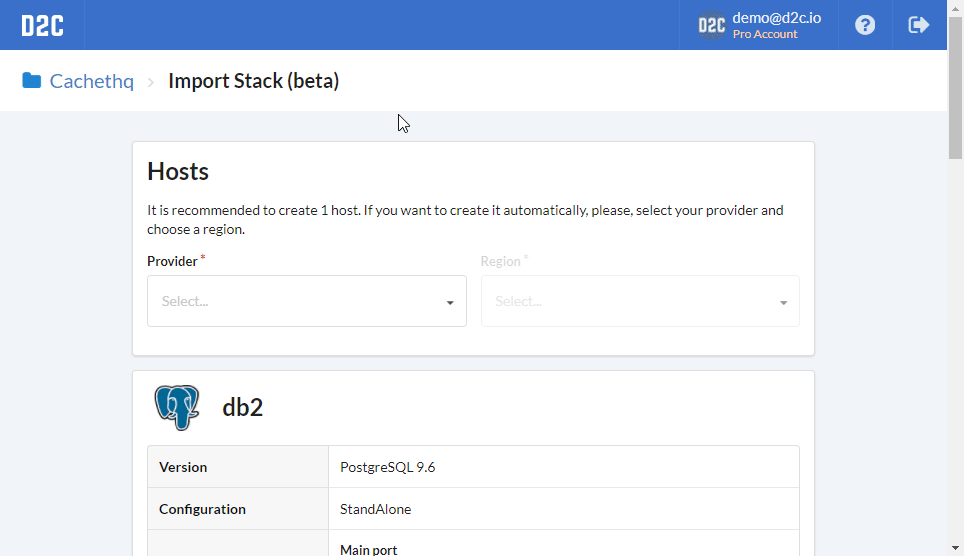 D2C
D2C demo@d2c.io
Pro Account
?
Cachethq > Import Stack (beta)
Hosts
It is recommended to create 1 host. If you want to create it automatically, please, select your provider and
choose a region.
Provider * Region *
Select... Select...
db2
Version PostgreSQL 9.6
Configuration StandAlone
Main port